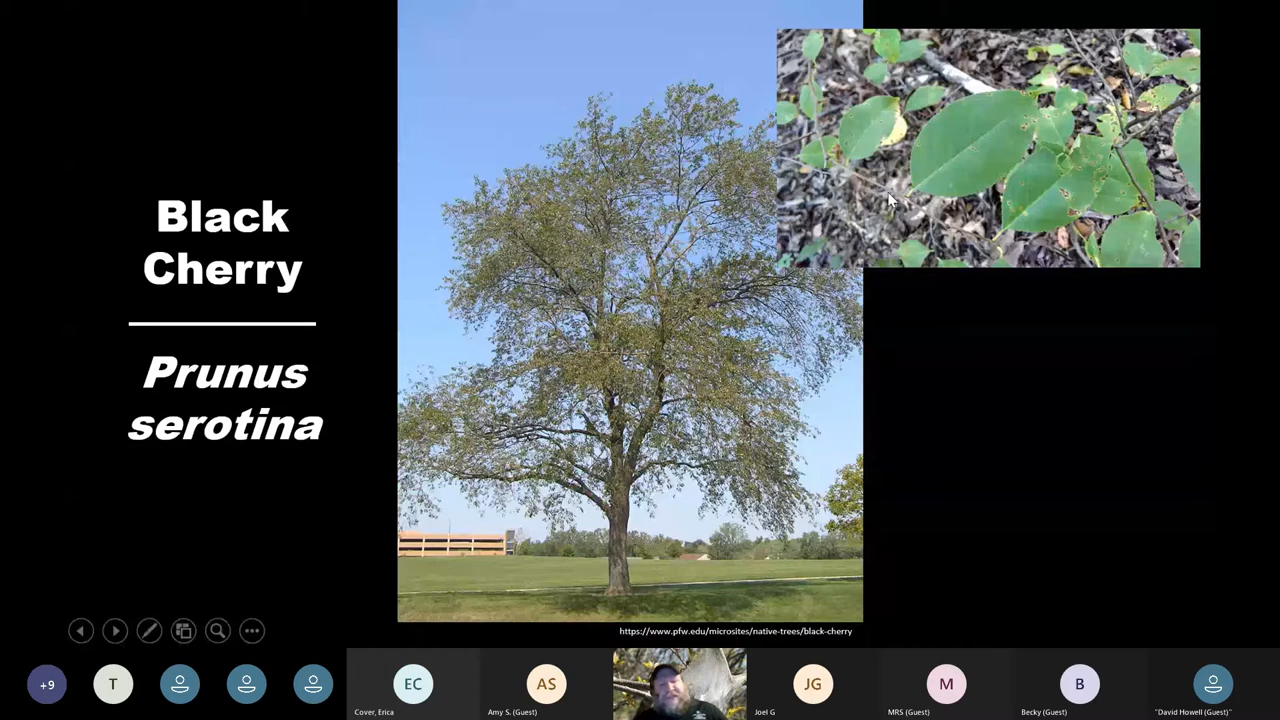 Black
Cherry
Prunus
serotina
https://www.pfw.edu/microsites/native-trees/black-cherry
+9
T
EC
Cover, Erica
AS
Amy S. (Guest)
JG
Joel G
M
MRS (Guest)
B
Becky (Guest)
"David Howell (Guest)"